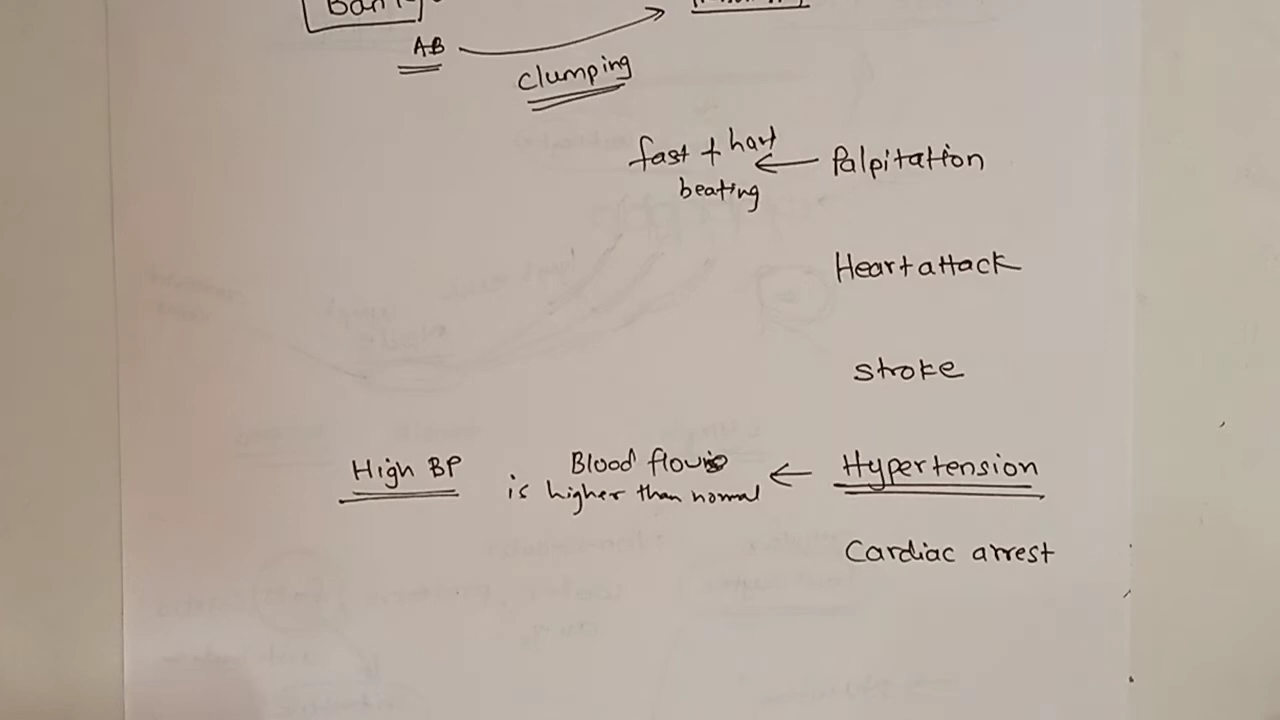 AB
clumping
fast + hart ← Palpitation
beating
Heart attack
stroke
High BP Blood flow is ← Hypertension
is higher than normal
Cardiac arrest